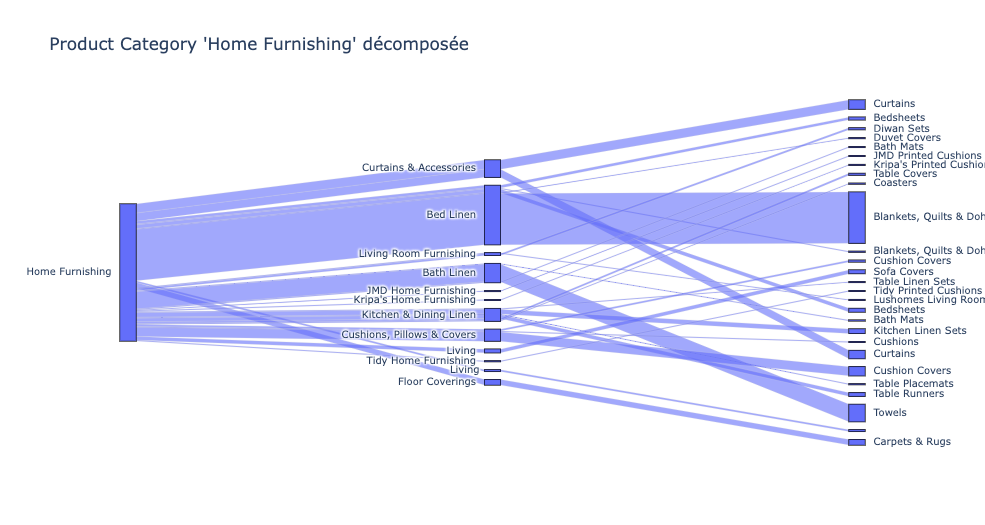 Product Category 'Home Furnishing' décomposée
Home Furnishing
Curtains & Accessories
Bed Linen
Living Room Furnishing
Bath Linen
JMD Home Furnishing
Kripa's Home Furnishing
Kitchen & Dining Linen
Cushions, Pillows & Covers
Living
Tidy Home Furnishing
Living
Floor Coverings
Curtains
Bedsheets
Diwan Sets
Duvet Covers
Bath Mats
JMD Printed Cushions
Kripa's Printed Cushion
Table Covers
Coasters
Blankets, Quilts & Doh
Blankets, Quilts & Doh
Cushion Covers
Sofa Covers
Table Linen Sets
Tidy Printed Cushions
Lushomes Living Room
Bedsheets
Bath Mats
Kitchen Linen Sets
Cushions
Curtains
Cushion Covers
Table Placemats
Table Runners
Towels
Carpets & Rugs